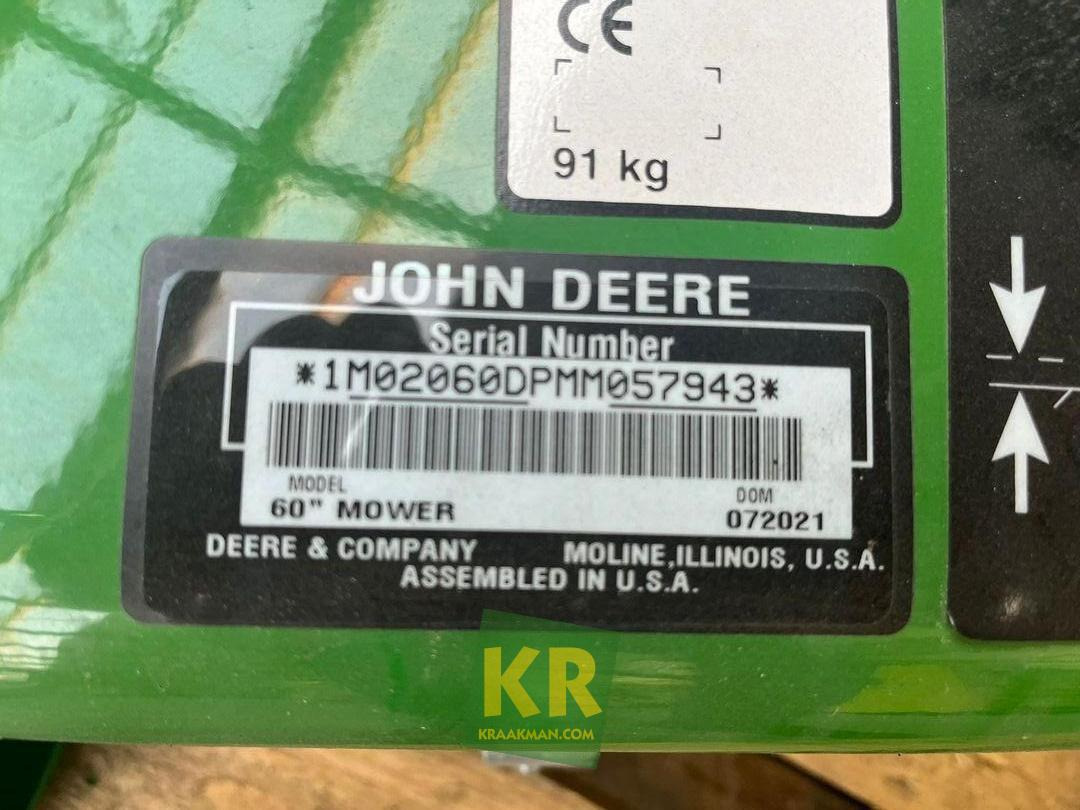 CE
91 kg
JOHN DEERE
Serial Number
*1M02060DPMM057943*
MODEL
60" MOWER
DOM
072021
DEERE & COMPANY MOLINE, ILLINOIS, U.S.A.
ASSEMBLED IN U.S.A.
KR
KRAAKMAN.COM